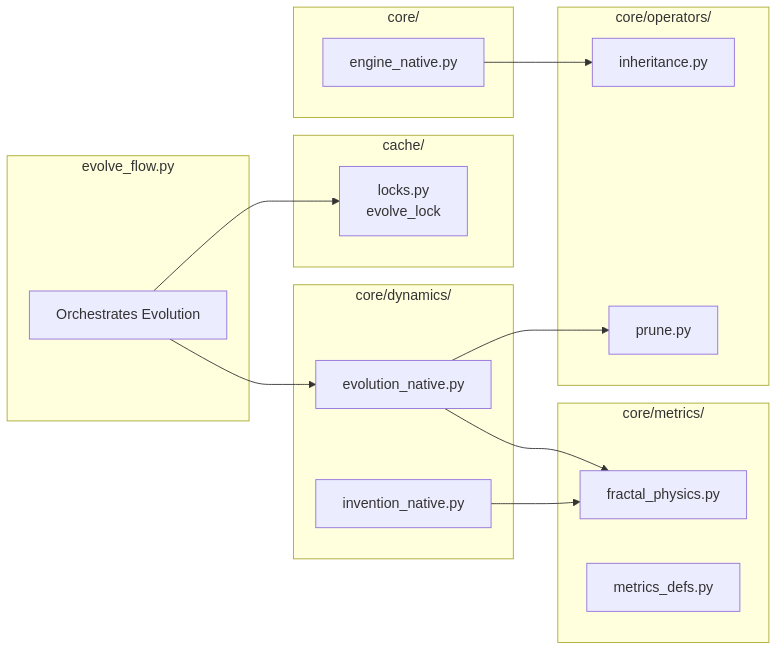 evolve_flow.py
Orchestrates Evolution
core/
engine_native.py
cache/
locks.py
evolve_lock
core/dynamics/
evolution_native.py
invention_native.py
core/operators/
inheritance.py
prune.py
core/metrics/
fractal_physics.py
metrics_defs.py